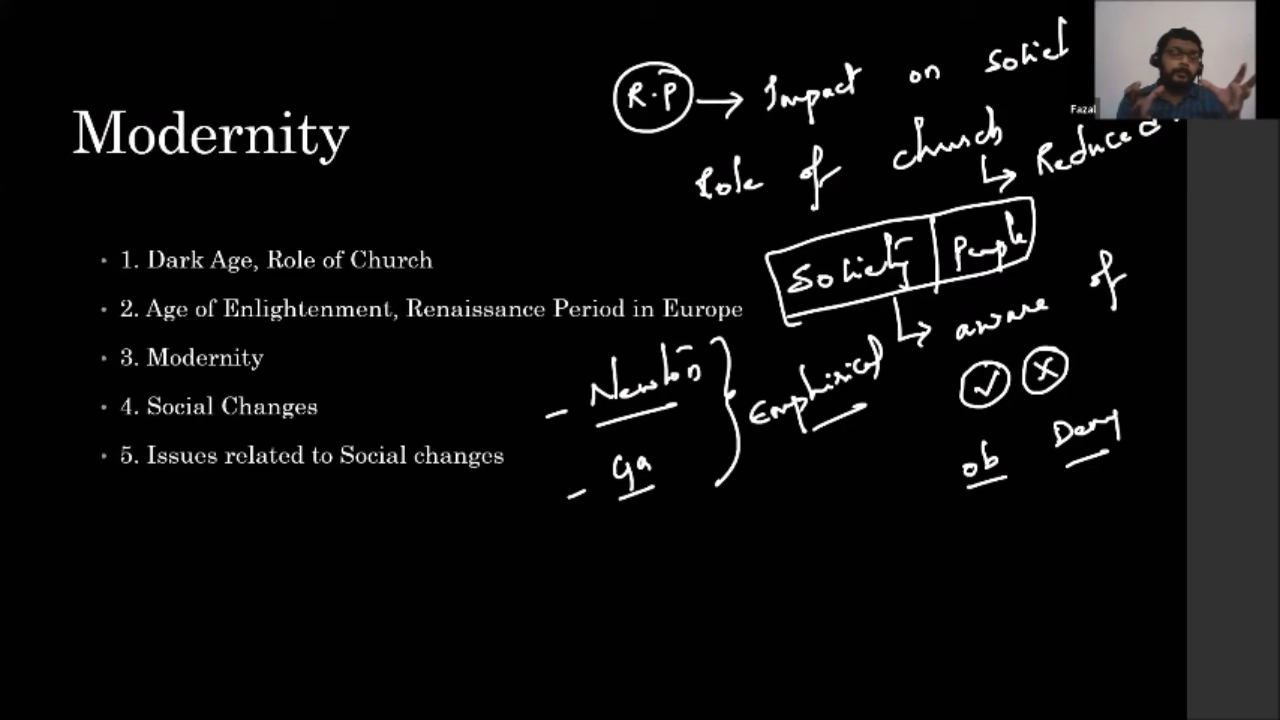 Modernity
• 1. Dark Age, Role of Church
• 2. Age of Enlightenment, Renaissance Period in Europe
• 3. Modernity
• 4. Social Changes
• 5. Issues related to Social changes
R.P → Impact on Societ
Role of church
↳ Reduced
Society | People
↳ aware of
✓ ✗
ob Deny
- Newton
- Ga
Emphirical
Fazal